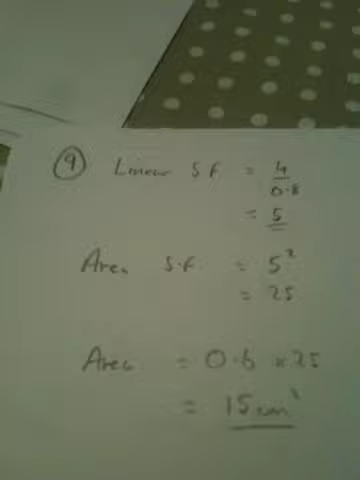 9 Linear S.F. = 4/0.8
= 5
Area S.F. = 5²
= 25
Area = 0.6 × 25
= 15cm²